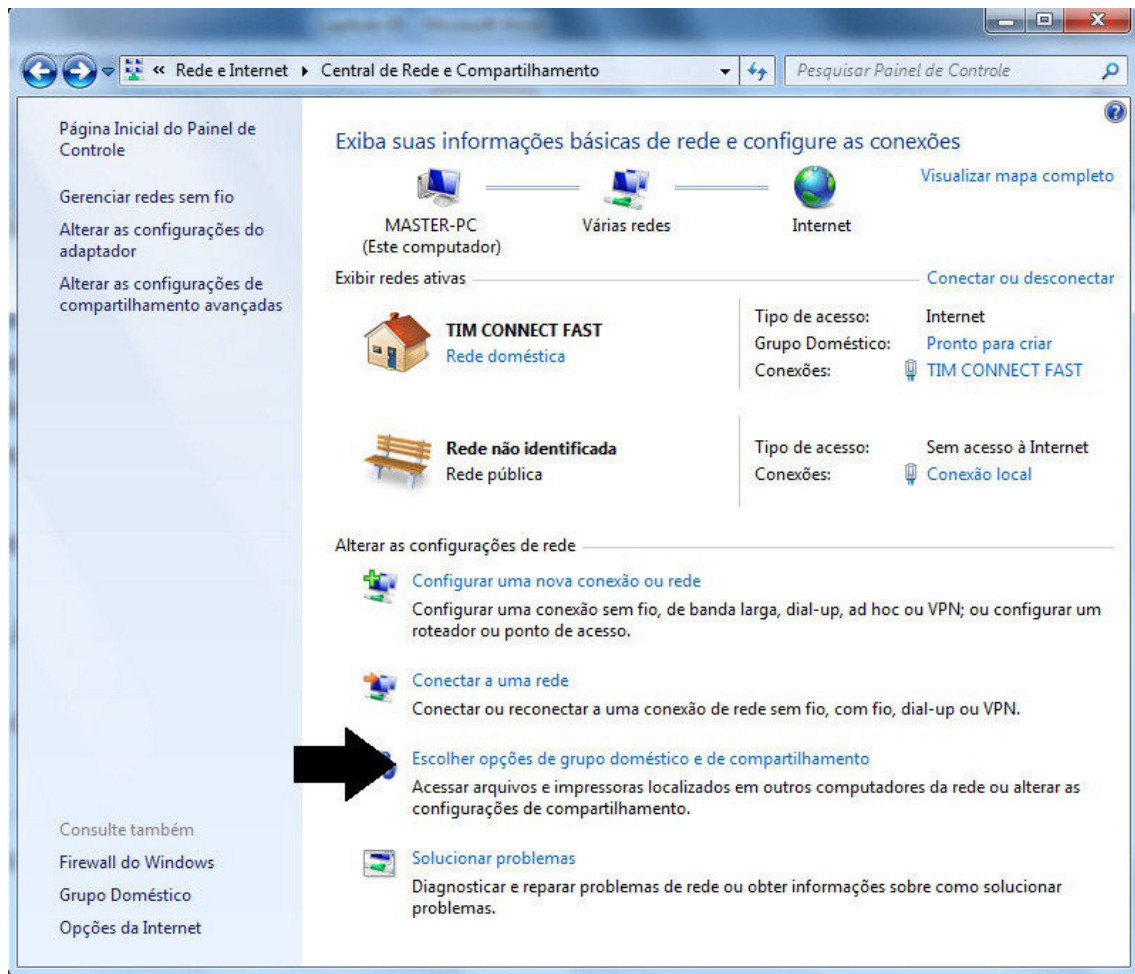 « Rede e Internet ▸ Central de Rede e Compartilhamento
Pesquisar Painel de Controle
Página Inicial do Painel de
Controle
Gerenciar redes sem fio
Alterar as configurações do
adaptador
Alterar as configurações de
compartilhamento avançadas
Consulte também
Firewall do Windows
Grupo Doméstico
Opções da Internet
Exiba suas informações básicas de rede e configure as conexões
Visualizar mapa completo
MASTER-PC
(Este computador)
Várias redes
Internet
Exibir redes ativas
Conectar ou desconectar
TIM CONNECT FAST
Rede doméstica
Tipo de acesso: Internet
Grupo Doméstico: Pronto para criar
Conexões: TIM CONNECT FAST
Rede não identificada
Rede pública
Tipo de acesso: Sem acesso à Internet
Conexões: Conexão local
Alterar as configurações de rede
Configurar uma nova conexão ou rede
Configurar uma conexão sem fio, de banda larga, dial-up, ad hoc ou VPN; ou configurar um
roteador ou ponto de acesso.
Conectar a uma rede
Conectar ou reconectar a uma conexão de rede sem fio, com fio, dial-up ou VPN.
Escolher opções de grupo doméstico e de compartilhamento
Acessar arquivos e impressoras localizados em outros computadores da rede ou alterar as
configurações de compartilhamento.
Solucionar problemas
Diagnosticar e reparar problemas de rede ou obter informações sobre como solucionar
problemas.